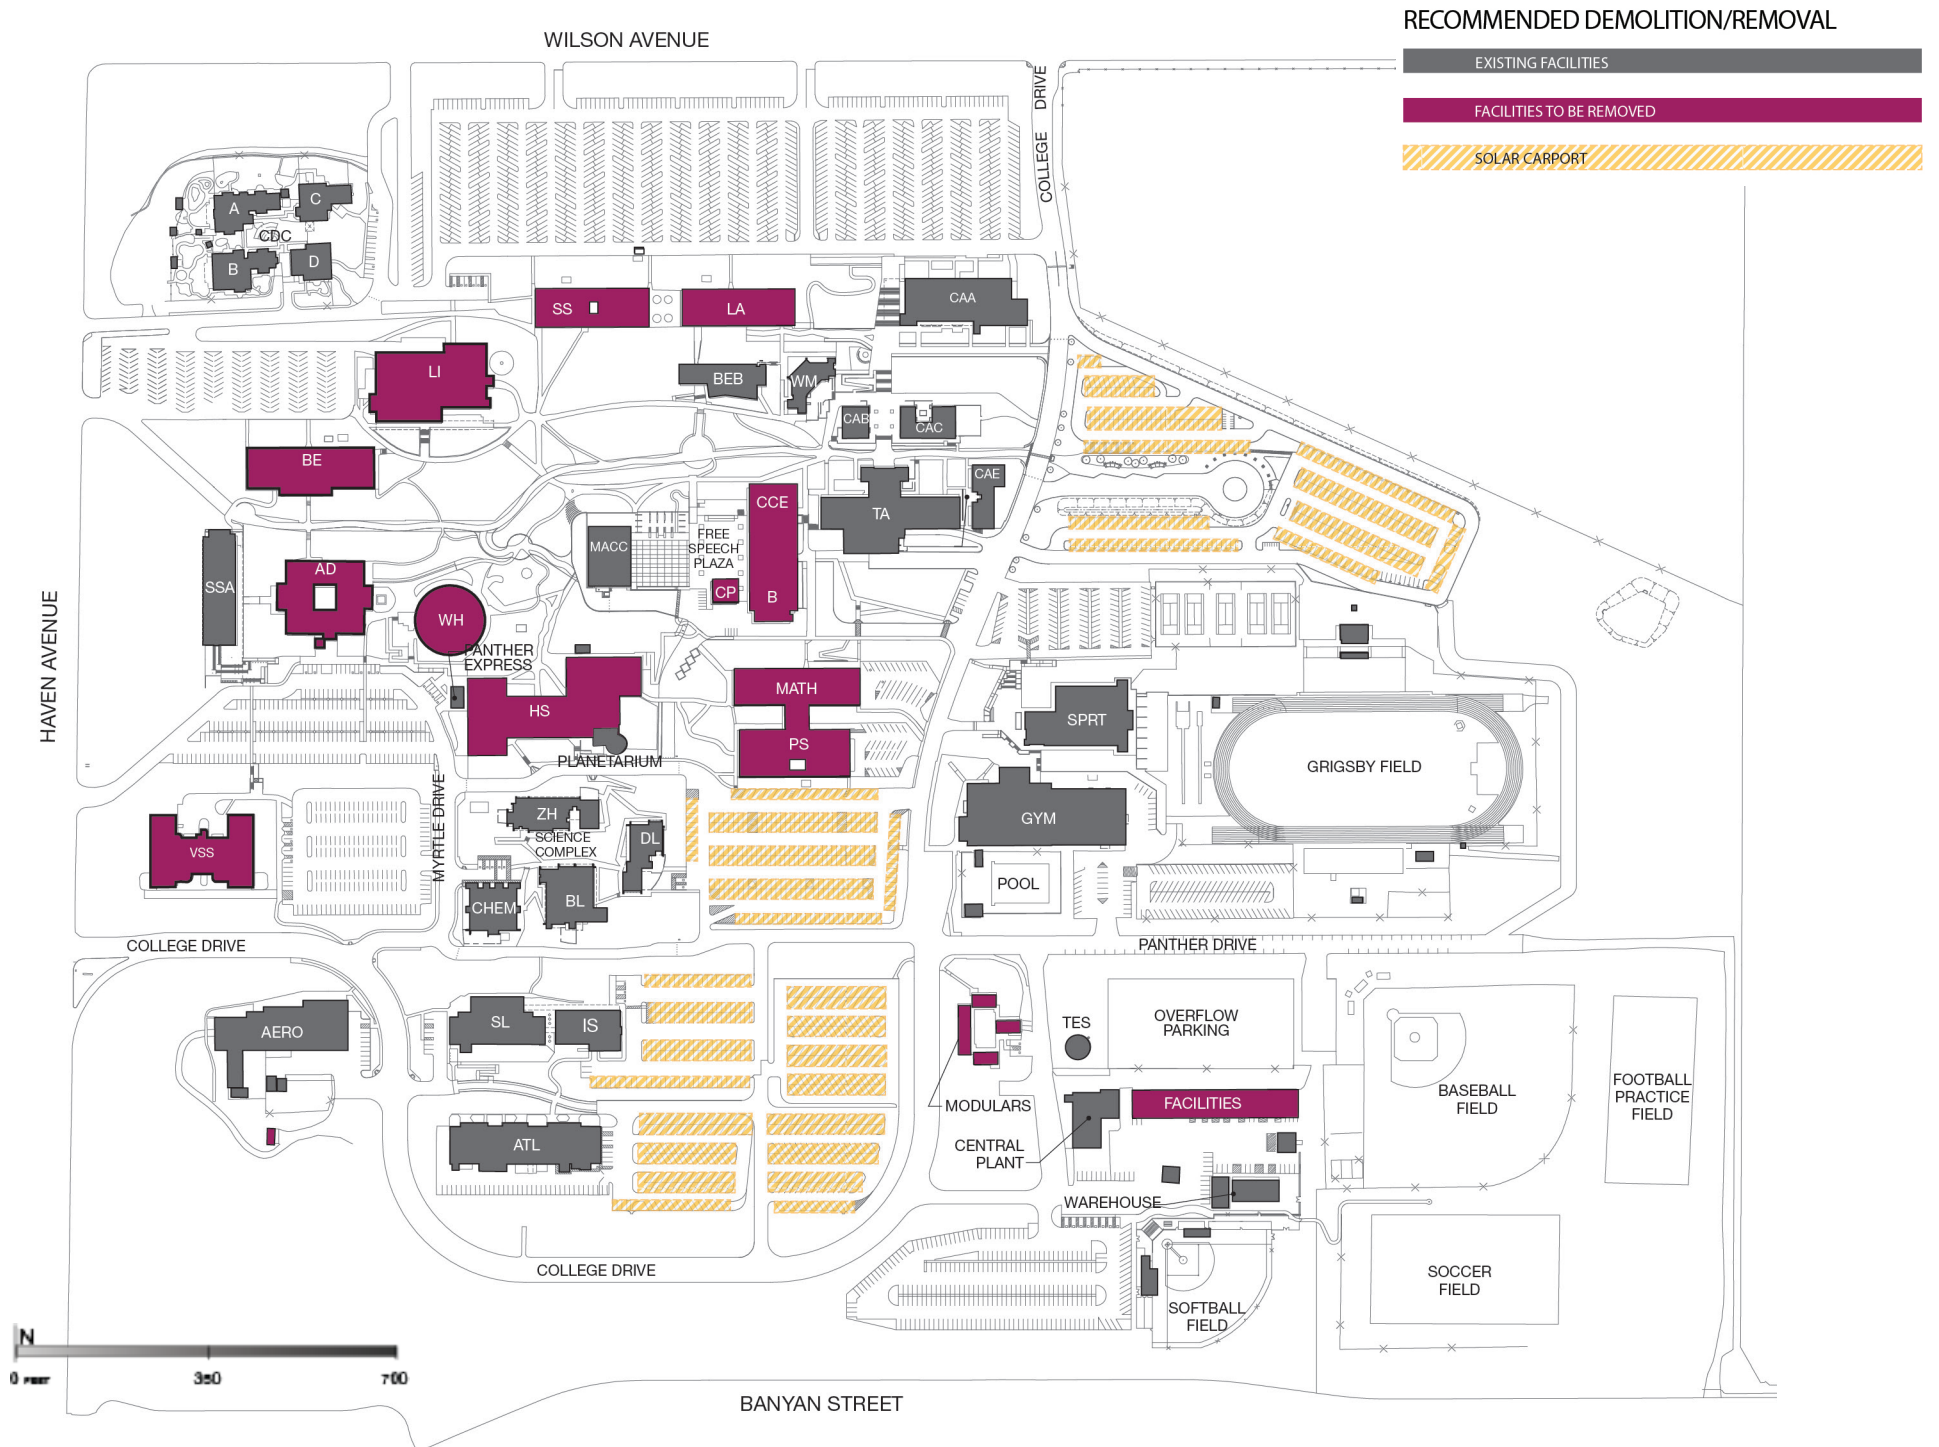 RECOMMENDED DEMOLITION/REMOVAL
EXISTING FACILITIES
FACILITIES TO BE REMOVED
SOLAR CARPORT
WILSON AVENUE
COLLEGE DRIVE
A
C
CDC
B
D
SS
LA
CAA
LI
BEB
WM
CAB
CAC
BE
CAE
CCE
TA
MACC
FREE
SPEECH
PLAZA
SSA
AD
CP
B
WH
HAVEN AVENUE
PANTHER
EXPRESS
HS
MATH
SPRT
PS
PLANETARIUM
GRIGSBY FIELD
MYRTLE DRIVE
ZH
SCIENCE
COMPLEX
DL
GYM
VSS
POOL
CHEM
BL
COLLEGE DRIVE
PANTHER DRIVE
AERO
SL
IS
TES
OVERFLOW
PARKING
MODULARS
FACILITIES
BASEBALL
FIELD
FOOTBALL
PRACTICE
FIELD
ATL
CENTRAL
PLANT
WAREHOUSE
COLLEGE DRIVE
SOCCER
FIELD
SOFTBALL
FIELD
N
0 FEET
350
700
BANYAN STREET